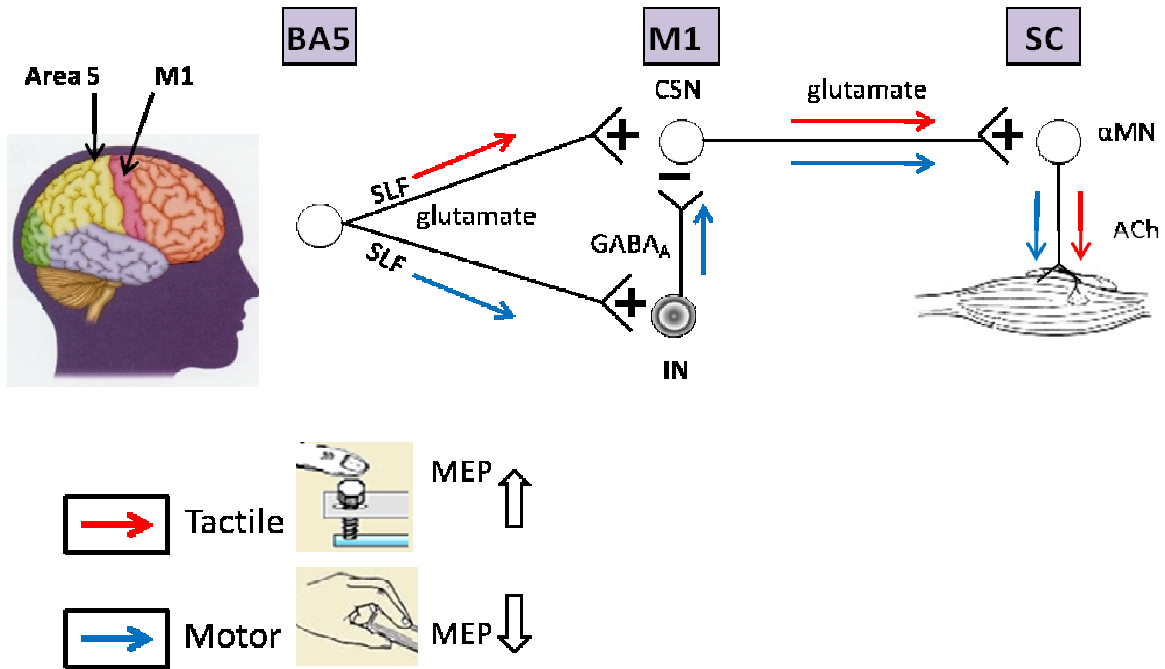 BA5 M1 SC
Area 5 M1
CSN
glutamate
+ + αMN
SLF
–
glutamate
ACh
GABAA
SLF
+
IN
MEP
Tactile
Motor
MEP